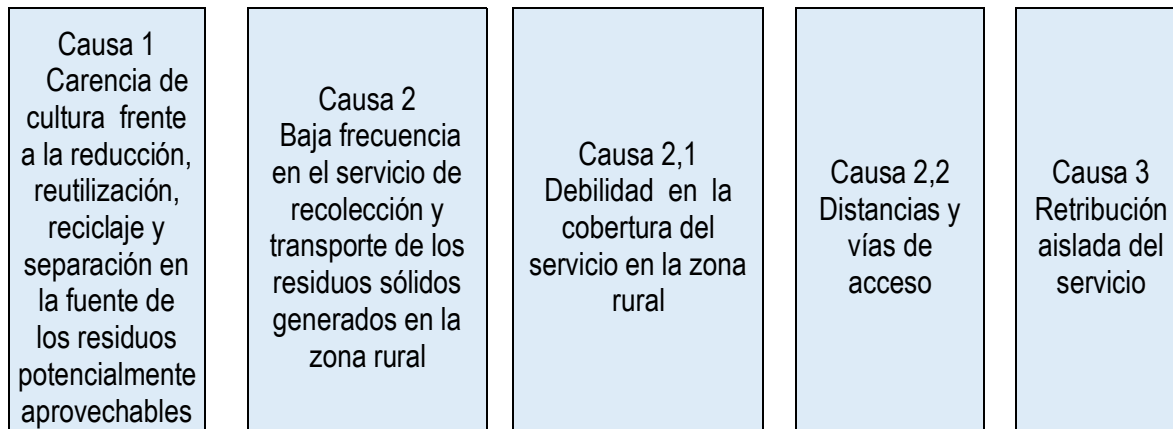 Causa 1
Carencia de
cultura frente
a la reducción,
reutilización,
reciclaje y
separación en
la fuente de
los residuos
potencialmente
aprovechables
Causa 2
Baja frecuencia
en el servicio de
recolección y
transporte de los
residuos sólidos
generados en la
zona rural
Causa 2,1
Debilidad en la
cobertura del
servicio en la zona
rural
Causa 2,2
Distancias y
vías de
acceso
Causa 3
Retribución
aislada del
servicio